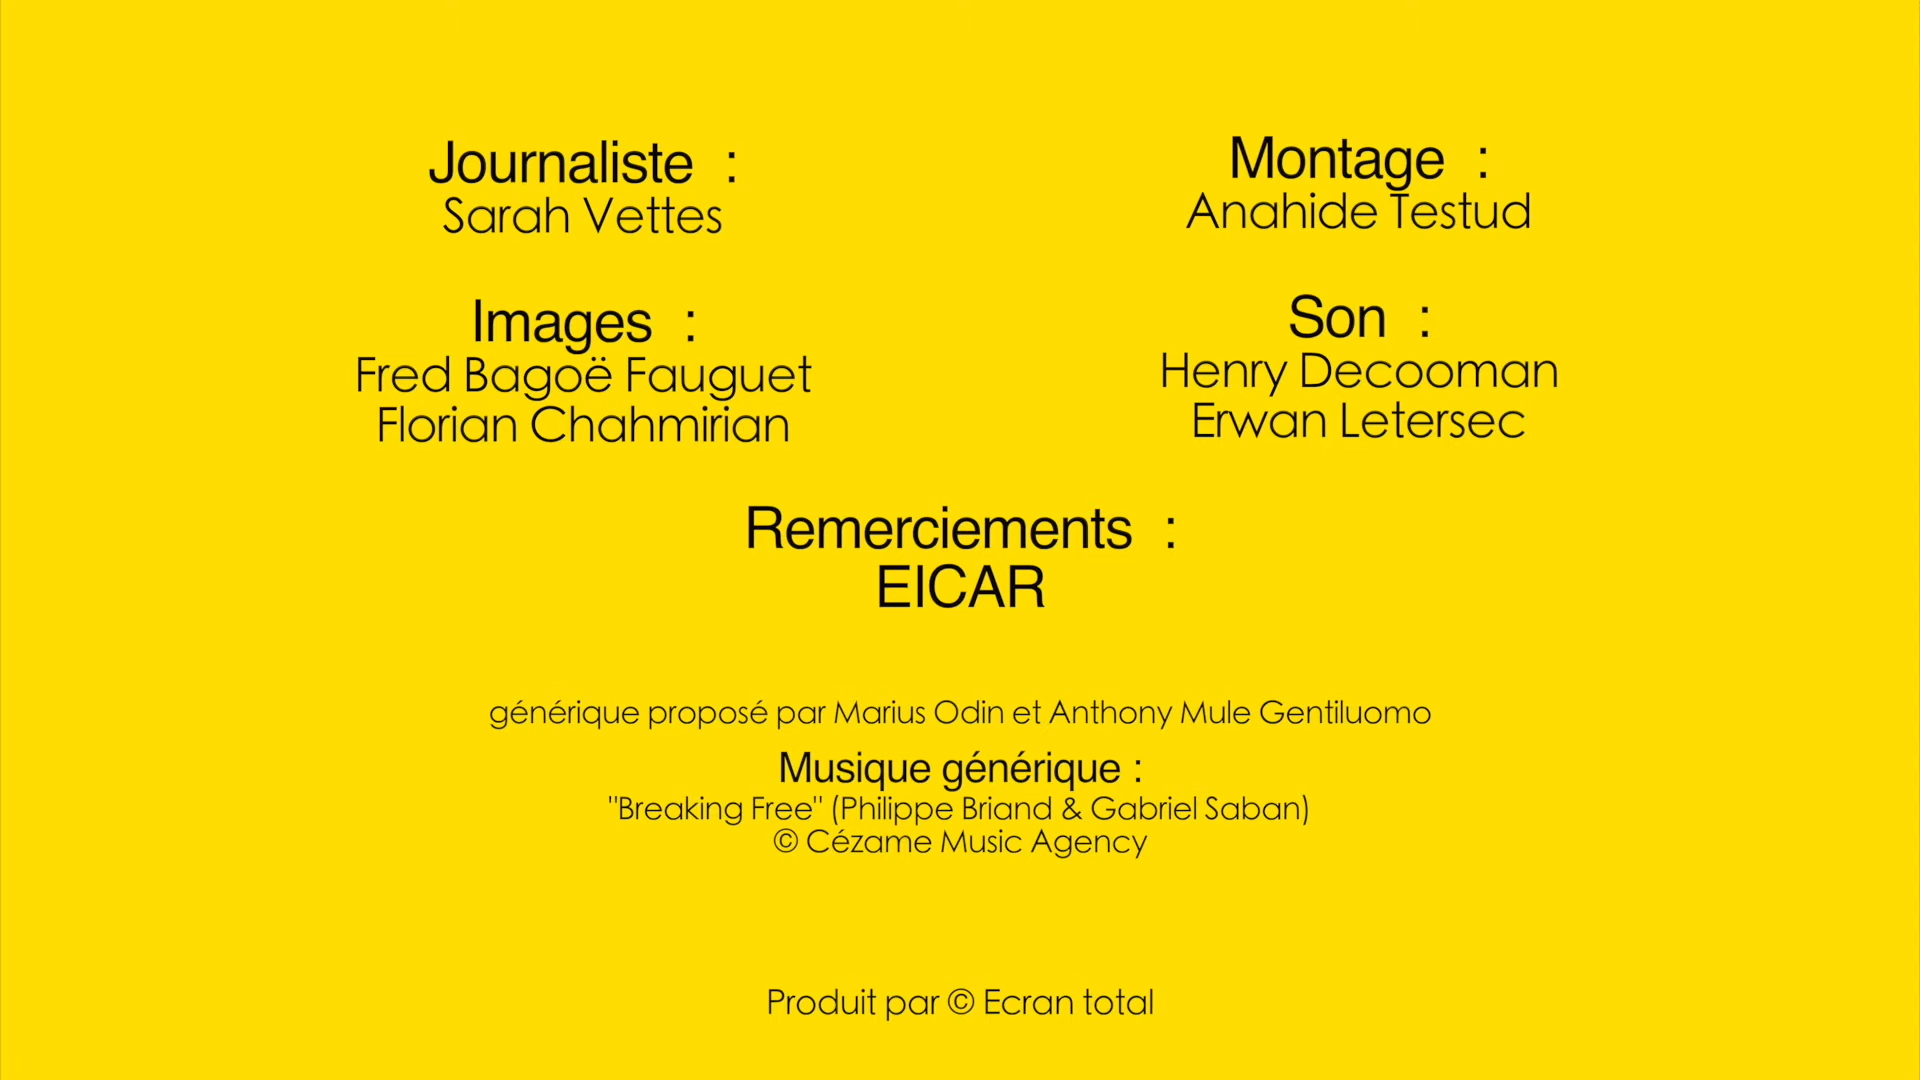 Journaliste :
Sarah Vettes
Montage :
Anahide Testud
Images :
Fred Bagoë Fauguet
Florian Chahmirian
Son :
Henry Decooman
Erwan Letersec
Remerciements :
EICAR
générique proposé par Marius Odin et Anthony Mule Gentiluomo
Musique générique :
"Breaking Free" (Philippe Briand & Gabriel Saban)
© Cézame Music Agency
Produit par © Ecran total